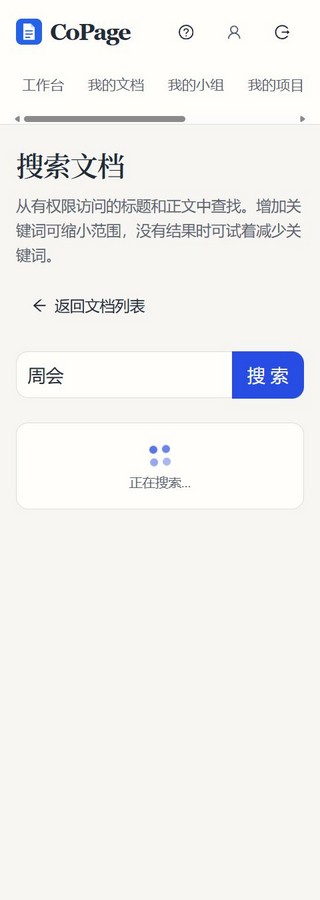 CoPage
工作台 我的文档 我的小组 我的项目
搜索文档
从有权限访问的标题和正文中查找。增加关
键词可缩小范围，没有结果时可试着减少关
键词。
← 返回文档列表
周会 搜 索
正在搜索...